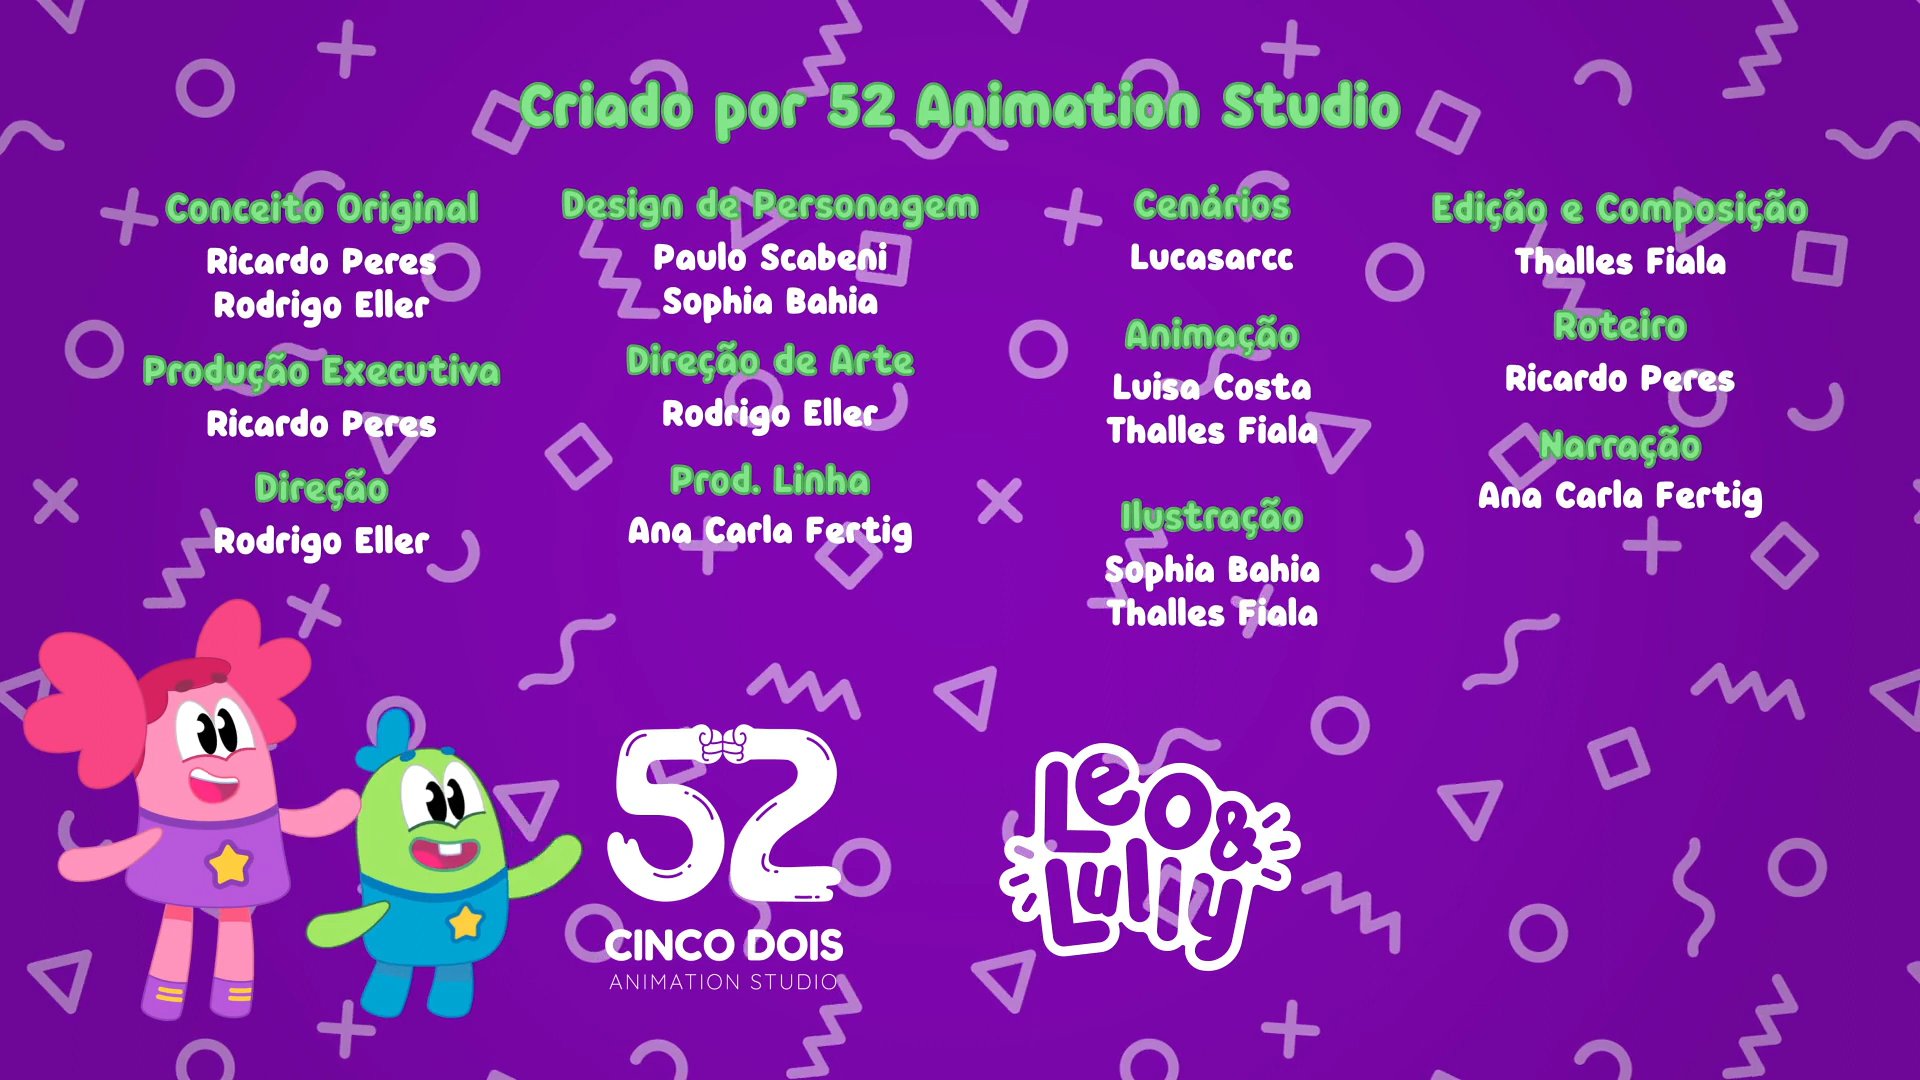 Criado por 52 Animation Studio
Conceito Original
Ricardo Peres
Rodrigo Eller
Produção Executiva
Ricardo Peres
Direção
Rodrigo Eller
Design de Personagem
Paulo Scabeni
Sophia Bahia
Direção de Arte
Rodrigo Eller
Prod. Linha
Ana Carla Fertig
Cenários
Lucasarcc
Animação
Luisa Costa
Thalles Fiala
Ilustração
Sophia Bahia
Thalles Fiala
Edição e Composição
Thalles Fiala
Roteiro
Ricardo Peres
Narração
Ana Carla Fertig
52
CINCO DOIS
ANIMATION STUDIO
Leo &
Lully